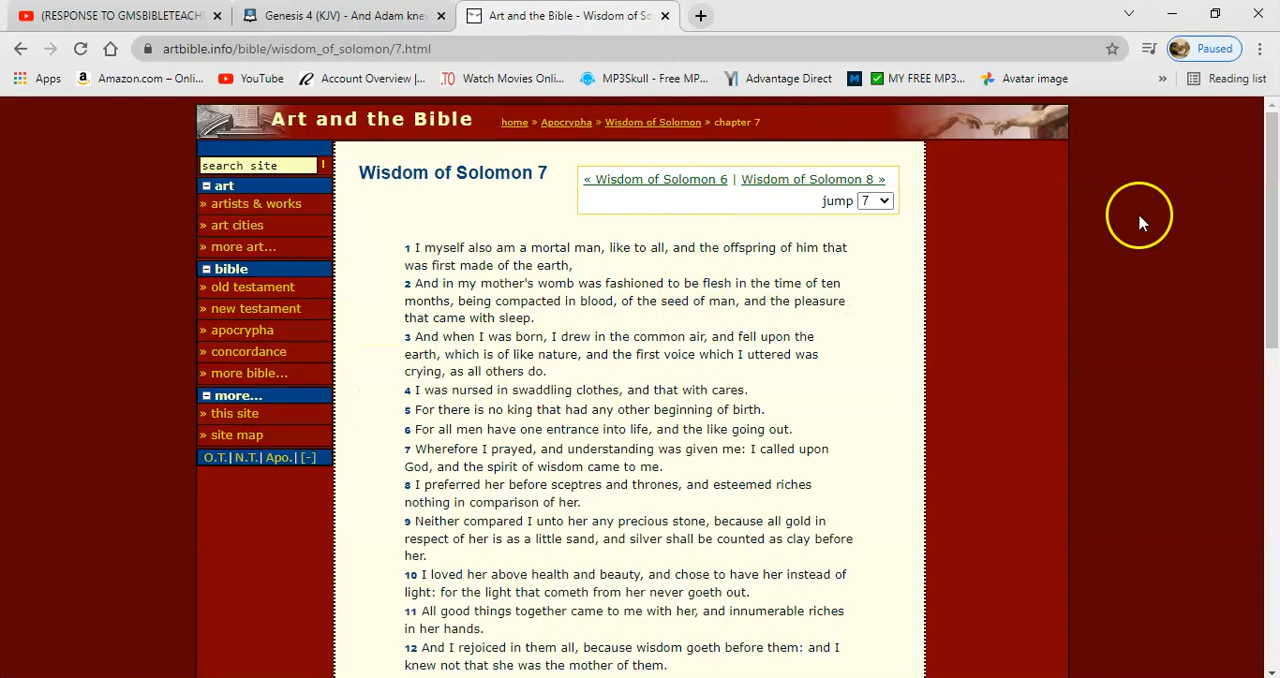 (RESPONSE TO GMSBIBLETEACH
Genesis 4 (KJV) - And Adam knew
Art and the Bible - Wisdom of So
artbible.info/bible/wisdom_of_solomon/7.html
Paused
Apps
Amazon.com – Onli...
YouTube
Account Overview |...
TO Watch Movies Onl...
MP3Skull - Free MP...
Advantage Direct
M
MY FREE MP3...
Avatar image
»
Reading list
Art and the Bible
home » Apocrypha » Wisdom of Solomon » chapter 7
search site !
art
» artists & works
» art cities
» more art...
bible
» old testament
» new testament
» apocrypha
» concordance
» more bible...
more...
» this site
» site map
O.T.| N.T.| Apo.| [-]
Wisdom of Solomon 7
« Wisdom of Solomon 6 | Wisdom of Solomon 8 »
jump 7
1 I myself also am a mortal man, like to all, and the offspring of him that
was first made of the earth,
2 And in my mother's womb was fashioned to be flesh in the time of ten
months, being compacted in blood, of the seed of man, and the pleasure
that came with sleep.
3 And when I was born, I drew in the common air, and fell upon the
earth, which is of like nature, and the first voice which I uttered was
crying, as all others do.
4 I was nursed in swaddling clothes, and that with cares.
5 For there is no king that had any other beginning of birth.
6 For all men have one entrance into life, and the like going out.
7 Wherefore I prayed, and understanding was given me: I called upon
God, and the spirit of wisdom came to me.
8 I preferred her before sceptres and thrones, and esteemed riches
nothing in comparison of her.
9 Neither compared I unto her any precious stone, because all gold in
respect of her is as a little sand, and silver shall be counted as clay before
her.
10 I loved her above health and beauty, and chose to have her instead of
light: for the light that cometh from her never goeth out.
11 All good things together came to me with her, and innumerable riches
in her hands.
12 And I rejoiced in them all, because wisdom goeth before them: and I
knew not that she was the mother of them.